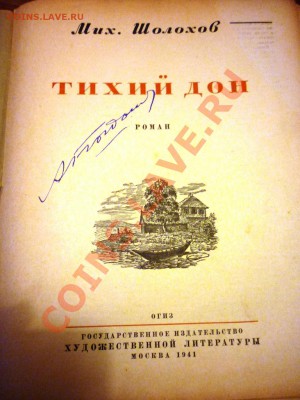 COINS.LAVE.RU
Мих. Шолохов
ТИХИЙ ДОН
РОМАН
COINS.LAVE.RU
ОГИЗ
ГОСУДАРСТВЕННОЕ ИЗДАТЕЛЬСТВО
ХУДОЖЕСТВЕННОЙ ЛИТЕРАТУРЫ
МОСКВА 1941